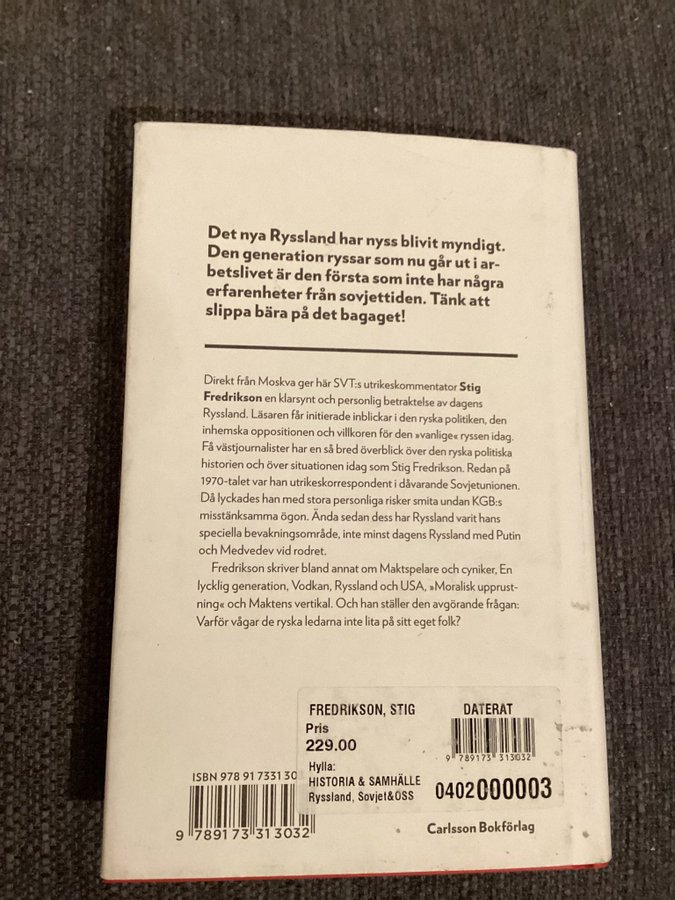 Det nya Ryssland har nyss blivit myndigt.
Den generation ryssar som nu går ut i ar-
betslivet är den första som inte har några
erfarenheter från sovjettiden. Tänk att
slippa bära på det bagaget!
Direkt från Moskva ger här SVT:s utrikeskommentator Stig
Fredrikson en klarsynt och personlig betraktelse av dagens
Ryssland. Läsaren får initierade inblickar i den ryska politiken, den
inhemska oppositionen och villkoren för den »vanlige« ryssen idag.
Få västjournalister har en så bred överblick över den ryska politiska
historien och över situationen idag som Stig Fredrikson. Redan på
1970-talet var han utrikeskorrespondent i dåvarande Sovjetunionen.
Då lyckades han med stora personliga risker smita undan KGB:s
misstänksamma ögon. Ända sedan dess har Ryssland varit hans
speciella bevakningsområde, inte minst dagens Ryssland med Putin
och Medvedev vid rodret.
Fredrikson skriver bland annat om Maktspelare och cyniker, En
lycklig generation, Vodkan, Ryssland och USA, »Moralisk upprust-
ning« och Maktens vertikal. Och han ställer den avgörande frågan:
Varför vågar de ryska ledarna inte lita på sitt eget folk?
FREDRIKSON, STIG DATERAT
Pris
229.00
9 789173 313032
Hylla:
HISTORIA & SAMHÄLLE
Ryssland, Sovjet&ÖSS
0402000003
ISBN 978 91 7331 30
9 789173 313032
Carlsson Bokförlag